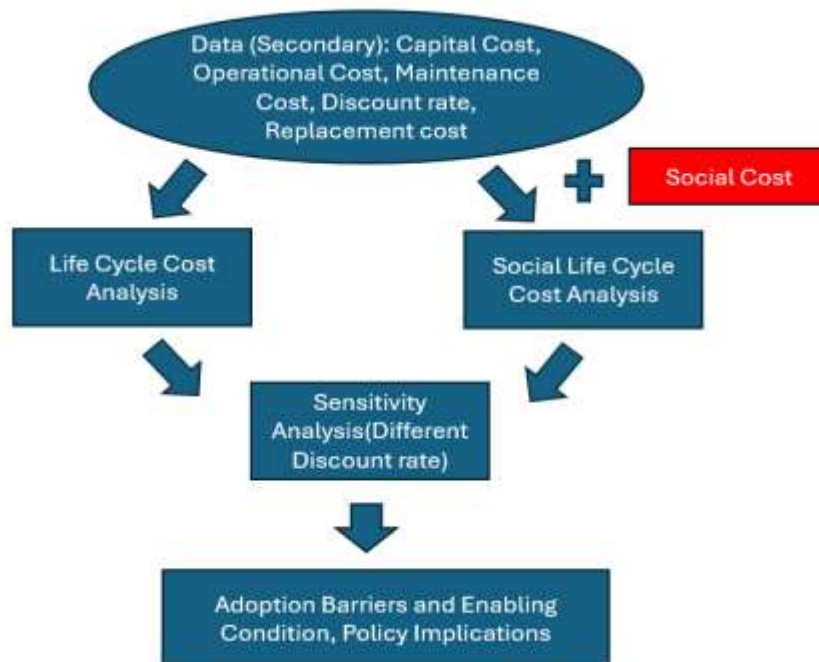 Data (Secondary): Capital Cost,
Operational Cost, Maintenance
Cost, Discount rate,
Replacement cost
Social Cost
Life Cycle Cost
Analysis
Social Life Cycle
Cost Analysis
Sensitivity
Analysis(Different
Discount rate)
Adoption Barriers and Enabling
Condition, Policy Implications